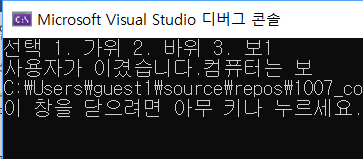 Microsoft Visual Studio 디버그 콘솔
선택 1. 가위 2. 바위 3. 보1
사용자가 이겼습니다.컴퓨터는 보
C:₩Users₩guest1₩source₩repos₩1007_co
이 창을 닫으려면 아무 키나 누르세요.